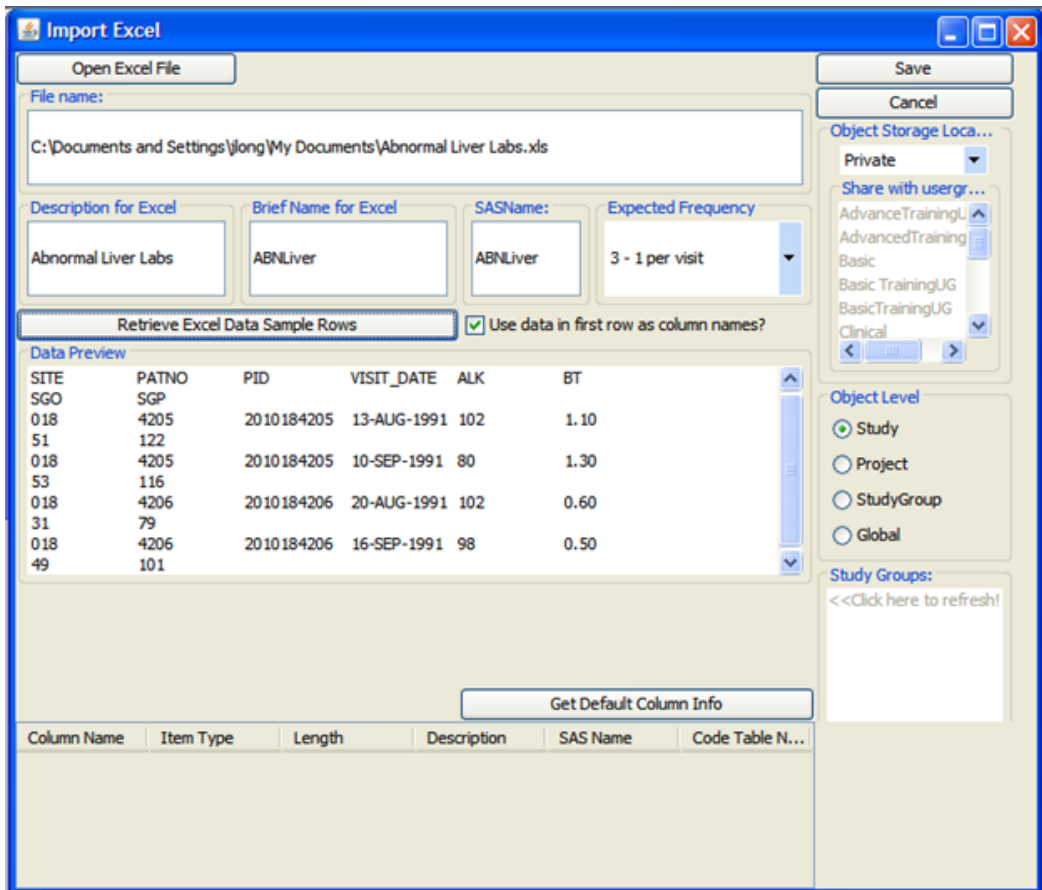 Import Excel
Open Excel File
Save
Cancel
File name:
C:\Documents and Settings\jlong\My Documents\Abnormal Liver Labs.xls
Object Storage Loca...
Private
Share with usergr...
AdvanceTrainingU
AdvancedTraining
Basic
Basic TrainingUG
BasicTrainingUG
Clinical
Description for Excel
Brief Name for Excel
SASName:
Expected Frequency
Abnormal Liver Labs
ABNLiver
ABNLiver
3 - 1 per visit
Retrieve Excel Data Sample Rows
Use data in first row as column names?
Data Preview
SITE PATNO PID VISIT_DATE ALK BT
SGO SGP
018 4205 2010184205 13-AUG-1991 102 1.10
51 122
018 4205 2010184205 10-SEP-1991 80 1.30
53 116
018 4206 2010184206 20-AUG-1991 102 0.60
31 79
018 4206 2010184206 16-SEP-1991 98 0.50
49 101
Object Level
Study
Project
StudyGroup
Global
Study Groups:
<<Click here to refresh!
Get Default Column Info
Column Name Item Type Length Description SAS Name Code Table N...